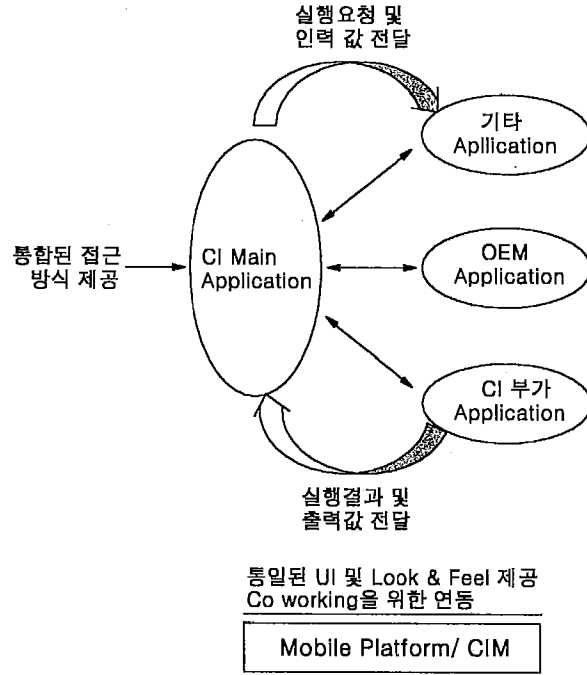 실행요청 및
인력 값 전달
기타
Apllication
통합된 접근
방식 제공
CI Main
Application
OEM
Application
CI 부가
Application
실행결과 및
출력값 전달
통일된 UI 및 Look & Feel 제공
Co working을 위한 연동
Mobile Platform/ CIM